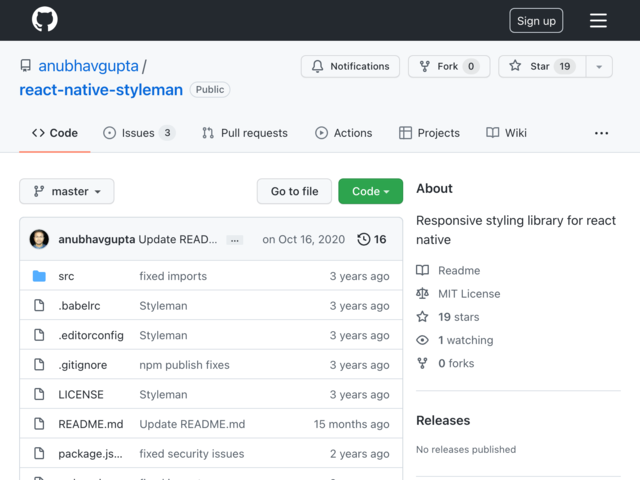 Sign up
anubhavgupta /
react-native-styleman Public
Notifications Fork 0 Star 19
Code Issues 3 Pull requests Actions Projects Wiki ...
master Go to file Code
anubhavgupta Update READ... ... on Oct 16, 2020 16
src fixed imports 3 years ago
.babelrc Styleman 3 years ago
.editorconfig Styleman 3 years ago
.gitignore npm publish fixes 3 years ago
LICENSE Styleman 3 years ago
README.md Update README.md 15 months ago
package.js... fixed security issues 2 years ago
About
Responsive styling library for react
native
Readme
MIT License
19 stars
1 watching
0 forks
Releases
No releases published